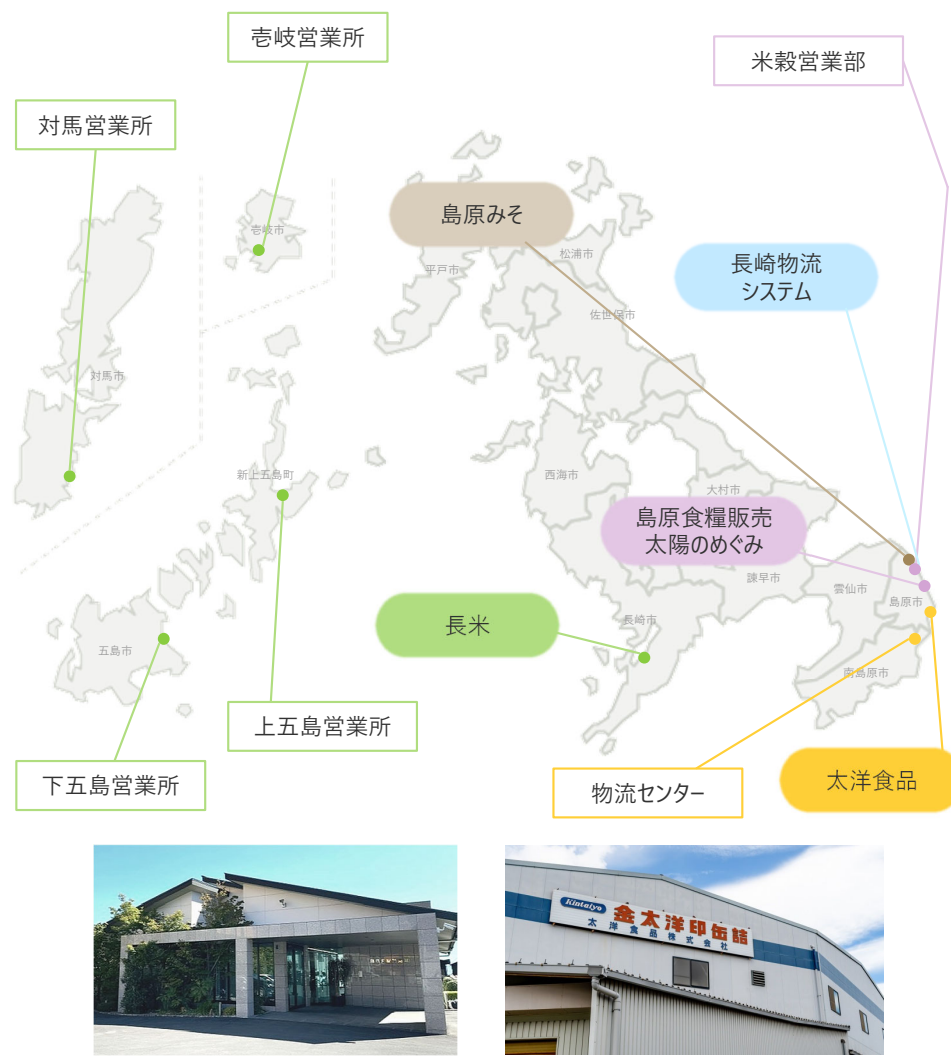 壱岐営業所
米穀営業部
対馬営業所
島原みそ
壱岐市
松浦市
平戸市
長崎物流
システム
佐世保市
対馬市
新上五島町
西海市
大村市
島原食糧販売
太陽のめぐみ
諫早市
雲仙市
島原市
長米
長崎市
五島市
南島原市
上五島営業所
下五島営業所
物流センター
太洋食品
Kintaiyo
金太洋印缶詰
太洋食品株式会社